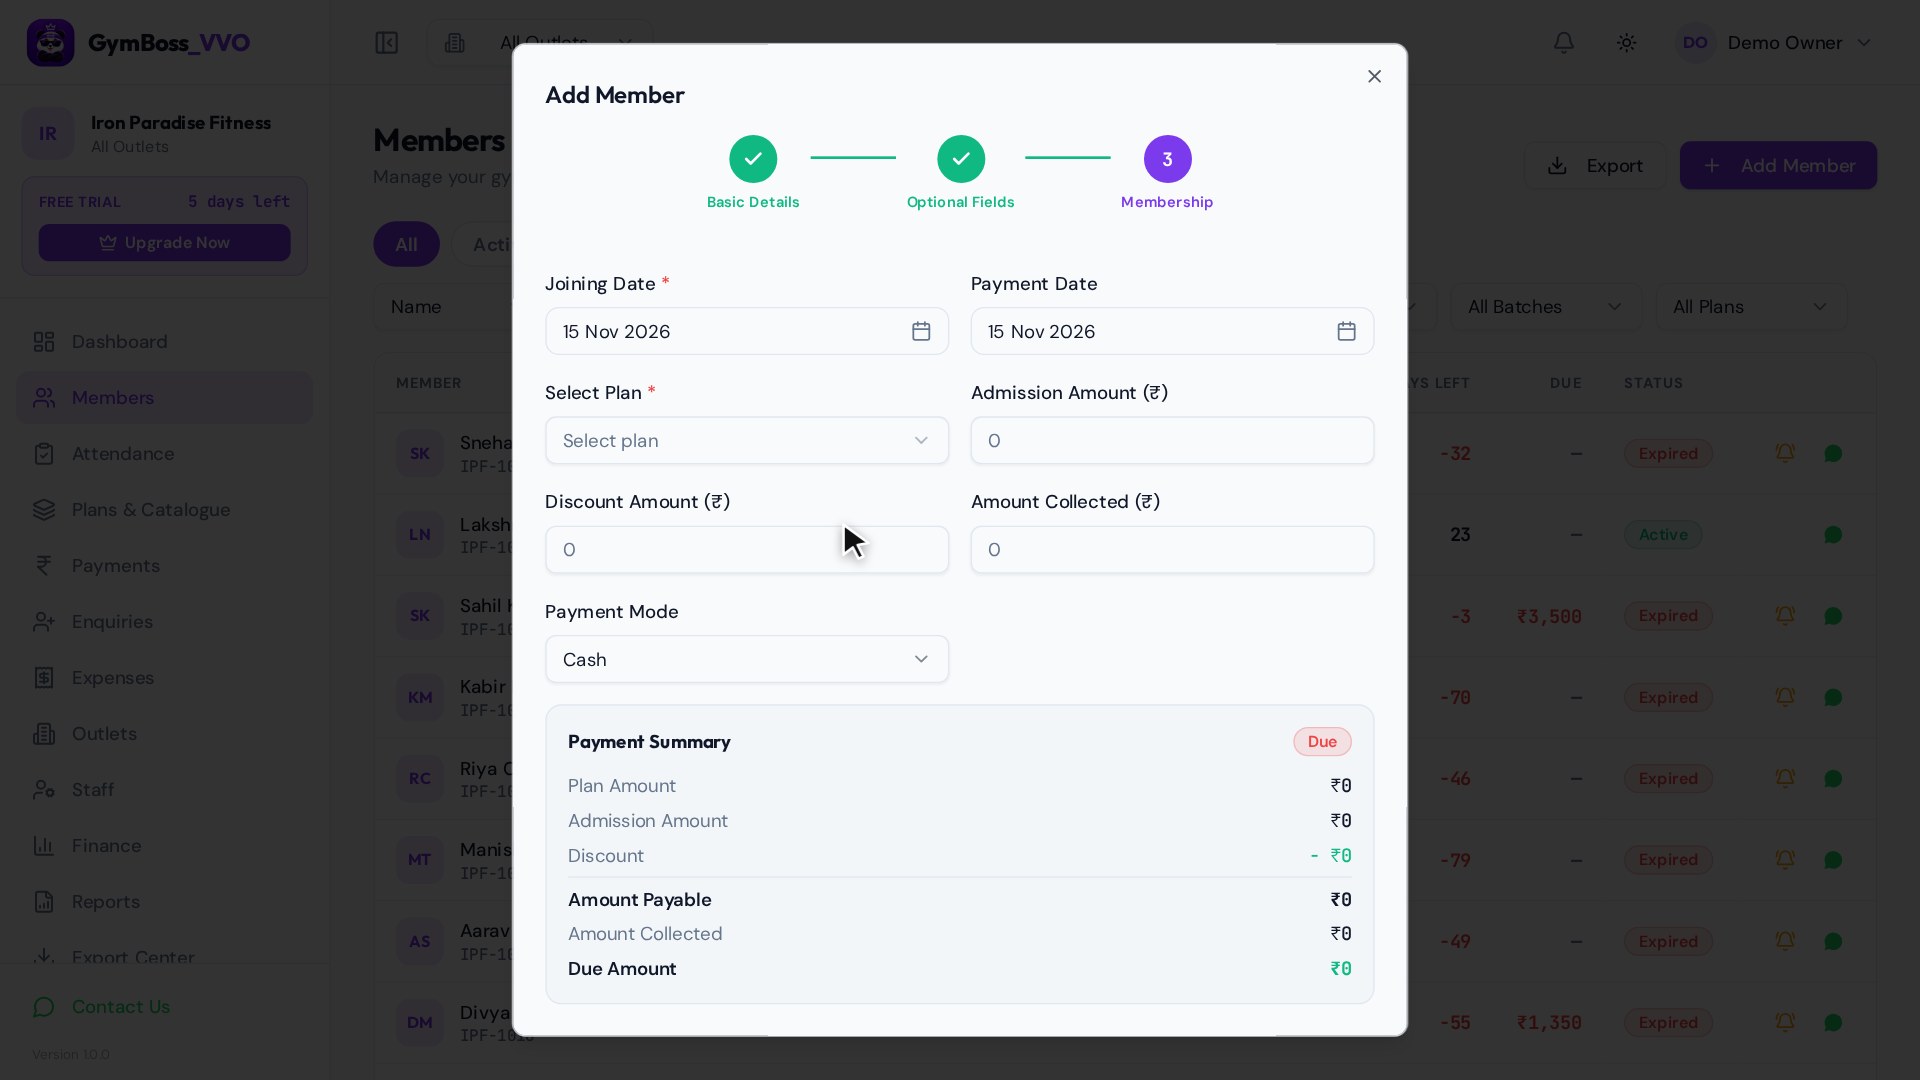 GymBoss_VVO
All Outlets
DO
Demo Owner
IR
Iron Paradise Fitness
All Outlets
FREE TRIAL
5 days left
Upgrade Now
Dashboard
Members
Attendance
Plans & Catalogue
Payments
Enquiries
Expenses
Outlets
Staff
Finance
Reports
Export Center
Contact Us
Version 1.0.0
Members
Export
Add Member
All
Name
All Batches
All Plans
MEMBER
LEFT
DUE
STATUS
SK
Sneha
-32
—
Expired
LN
23
—
Active
SK
Sahil
-3
₹3,500
Expired
KM
Kabir
-70
—
Expired
RC
Riya
-46
—
Expired
MT
-79
—
Expired
AS
Aarav
-49
—
Expired
DM
Divya
-55
₹1,350
Expired
Add Member
3
Basic Details
Optional Fields
Membership
Joining Date *
15 Nov 2026
Payment Date
15 Nov 2026
Select Plan *
Select plan
Admission Amount (₹)
0
Discount Amount (₹)
0
Amount Collected (₹)
0
Payment Mode
Cash
Payment Summary
Due
Plan Amount
₹0
Admission Amount
₹0
Discount
- ₹0
Amount Payable
₹0
Amount Collected
₹0
Due Amount
₹0